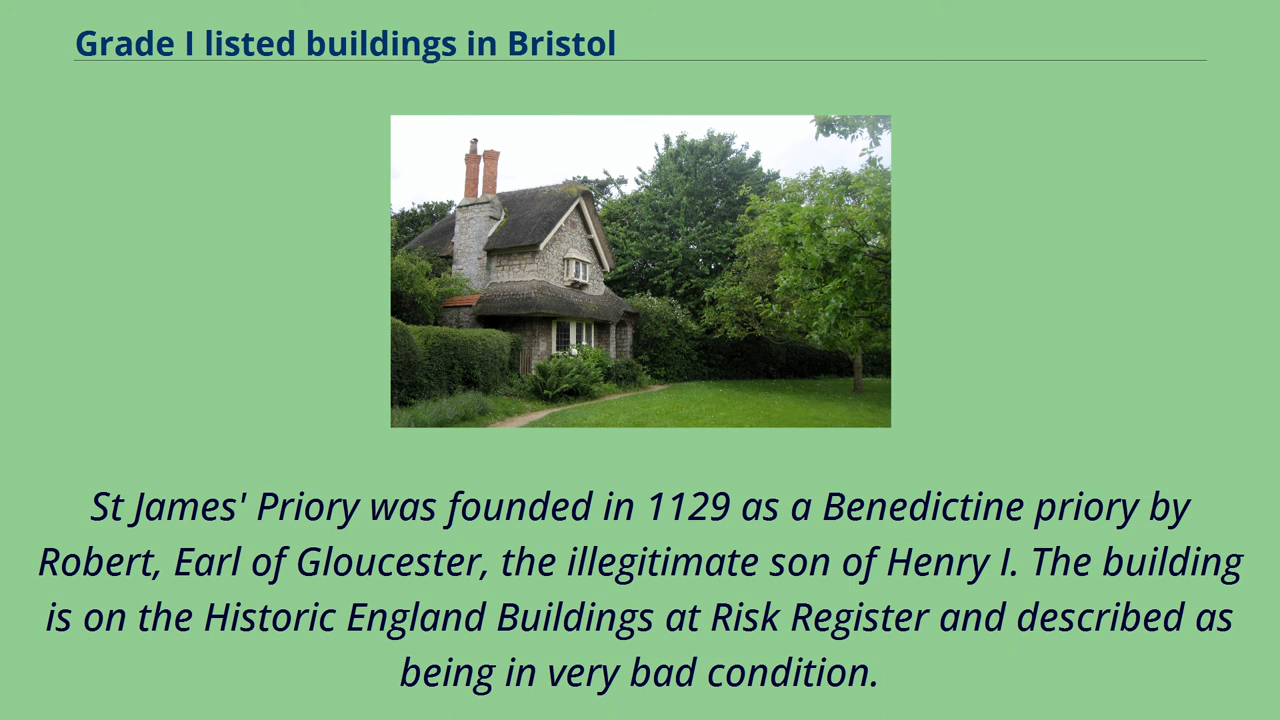 Grade I listed buildings in Bristol
St James' Priory was founded in 1129 as a Benedictine priory by
Robert, Earl of Gloucester, the illegitimate son of Henry I. The building
is on the Historic England Buildings at Risk Register and described as
being in very bad condition.